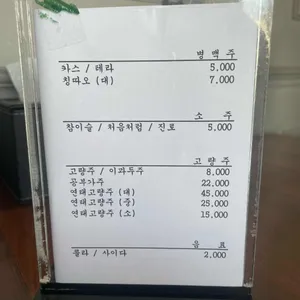 병 맥 주
카스 / 테라 5,000
칭따오 (대) 7,000
소 주
참이슬 / 처음처럼 / 진로 5,000
고 량 주
고량주 / 이과두주 8,000
공부가주 22,000
연태고량주 (대) 45,000
연태고량주 (중) 25,000
연태고량주 (소) 15,000
음 료
콜라 / 사이다 2,000